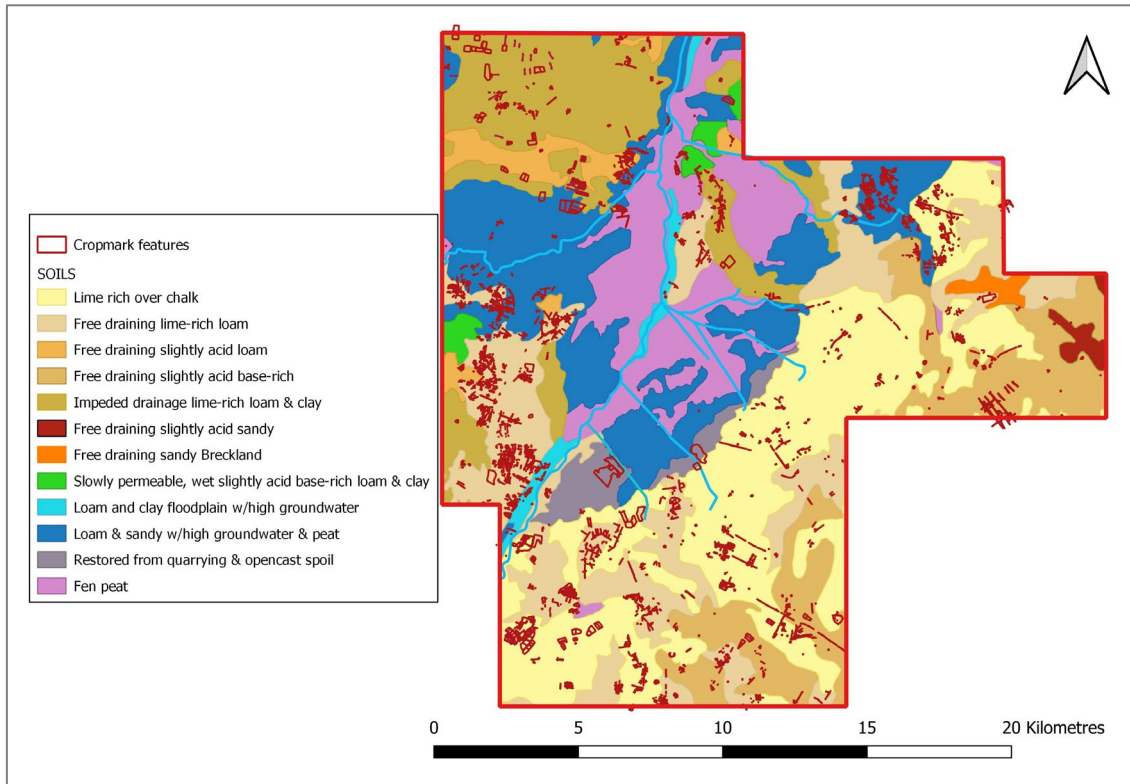 Cropmark features
SOILS
Lime rich over chalk
Free draining lime-rich loam
Free draining slightly acid loam
Free draining slightly acid base-rich
Impeded drainage lime-rich loam & clay
Free draining slightly acid sandy
Free draining sandy Breckland
Slowly permeable, wet slightly acid base-rich loam & clay
Loam and clay floodplain w/high groundwater
Loam & sandy w/high groundwater & peat
Restored from quarrying & opencast spoil
Fen peat
0 5 10 15 20 Kilometres